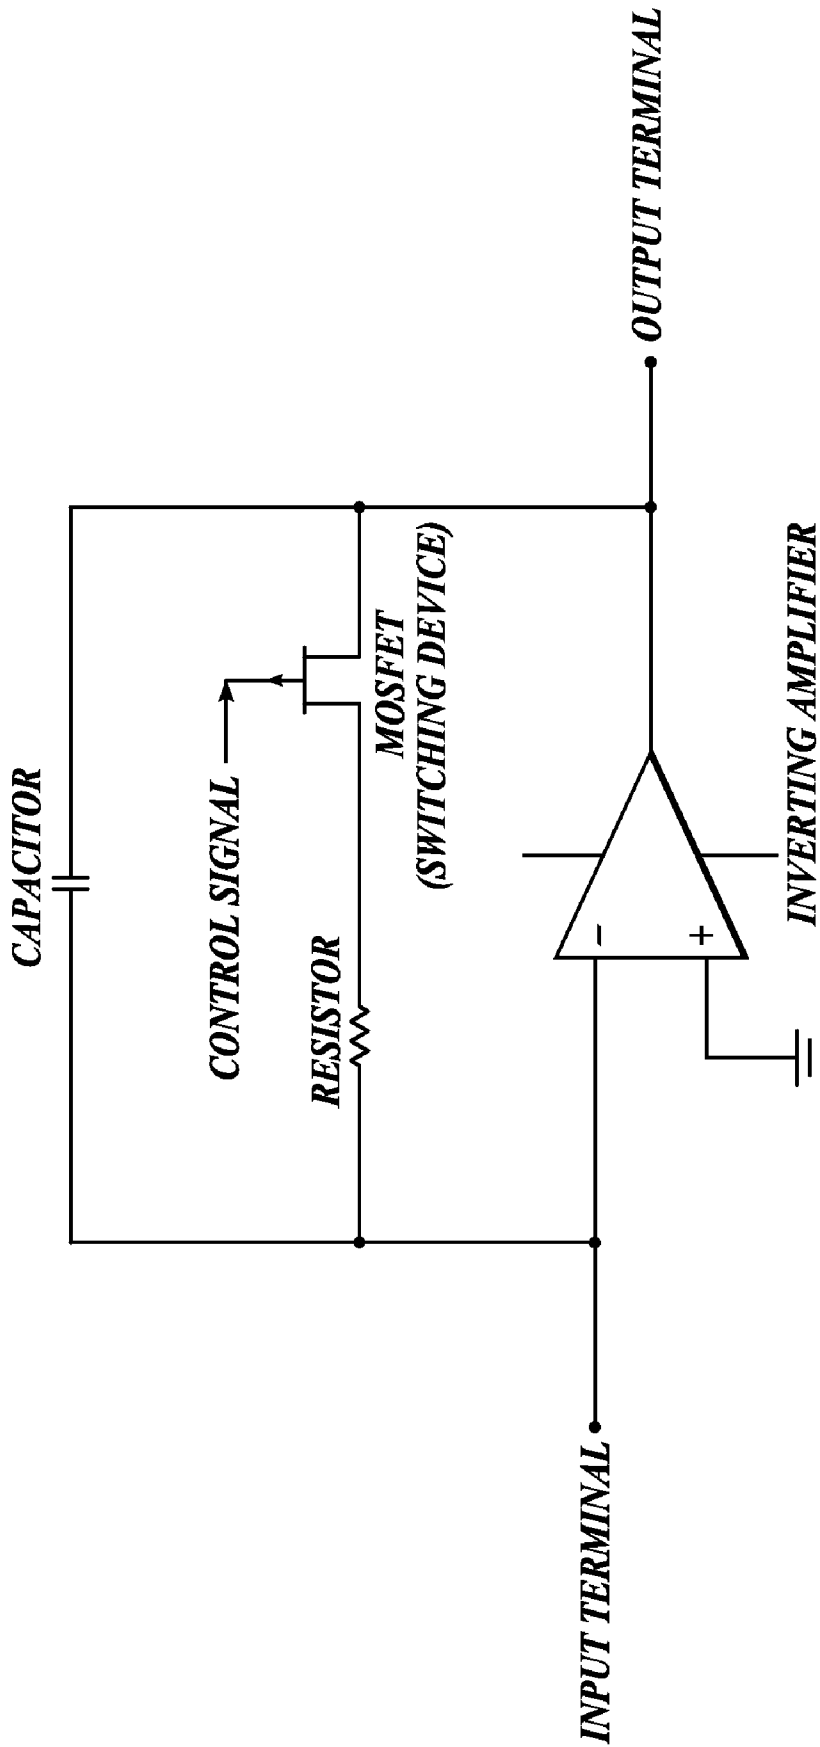 CAPACITOR
CONTROL SIGNAL
RESISTOR
MOSFET
(SWITCHING DEVICE)
INPUT TERMINAL
−
+
OUTPUT TERMINAL
INVERTING AMPLIFIER